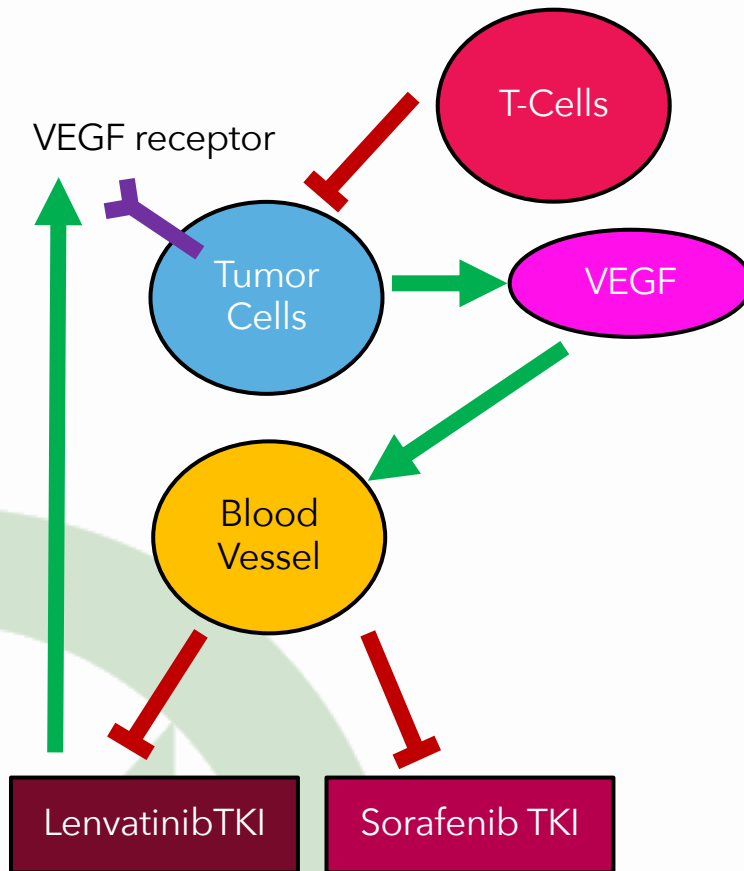 T-Cells
VEGF receptor
Tumor
Cells
VEGF
Blood
Vessel
LenvatinibTKI
Sorafenib TKI